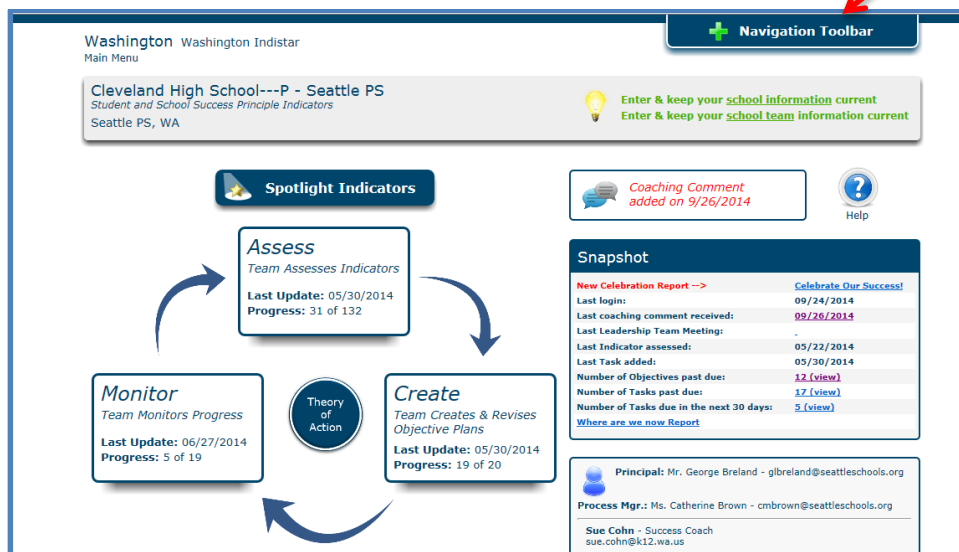 Navigation Toolbar
Washington Washington Indistar
Main Menu
Cleveland High School---P - Seattle PS
Student and School Success Principle Indicators
Seattle PS, WA
Enter & keep your school information current
Enter & keep your school team information current
Spotlight Indicators
Coaching Comment
added on 9/26/2014
Help
Assess
Team Assesses Indicators
Last Update: 05/30/2014
Progress: 31 of 132
Monitor
Team Monitors Progress
Last Update: 06/27/2014
Progress: 5 of 19
Theory
of
Action
Create
Team Creates & Revises
Objective Plans
Last Update: 05/30/2014
Progress: 19 of 20
Snapshot
New Celebration Report --> Celebrate Our Success!
Last login: 09/24/2014
Last coaching comment received: 09/26/2014
Last Leadership Team Meeting:
Last Indicator assessed: 05/22/2014
Last Task added: 05/30/2014
Number of Objectives past due: 12 (view)
Number of Tasks past due: 17 (view)
Number of Tasks due in the next 30 days: 5 (view)
Where are we now Report
Principal: Mr. George Breland - glbreland@seattleschools.org
Process Mgr.: Ms. Catherine Brown - cmbrown@seattleschools.org
Sue Cohn - Success Coach
sue.cohn@k12.wa.us